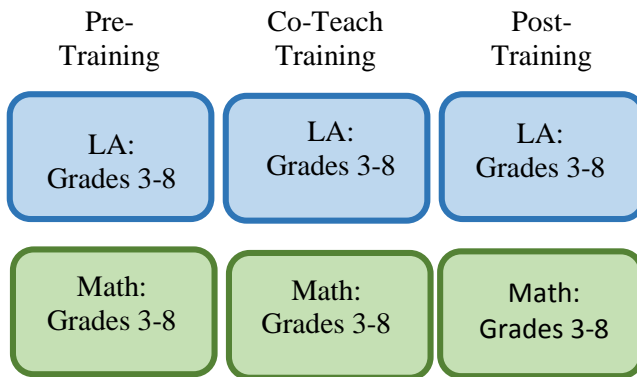 Pre-
Training
Co-Teach
Training
Post-
Training
LA:
Grades 3-8
LA:
Grades 3-8
LA:
Grades 3-8
Math:
Grades 3-8
Math:
Grades 3-8
Math:
Grades 3-8